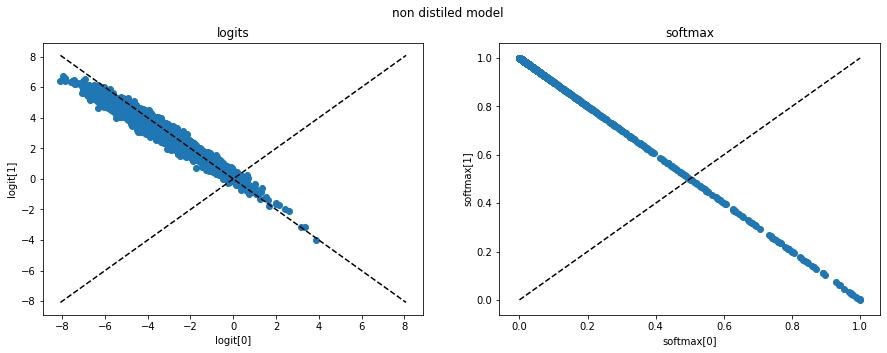 non distiled model
logits
softmax
8
6
4
2
0
−2
−4
−6
−8
logit[1]
−8 −6 −4 −2 0 2 4 6 8
logit[0]
1.0
0.8
0.6
0.4
0.2
0.0
softmax[1]
0.0 0.2 0.4 0.6 0.8 1.0
softmax[0]